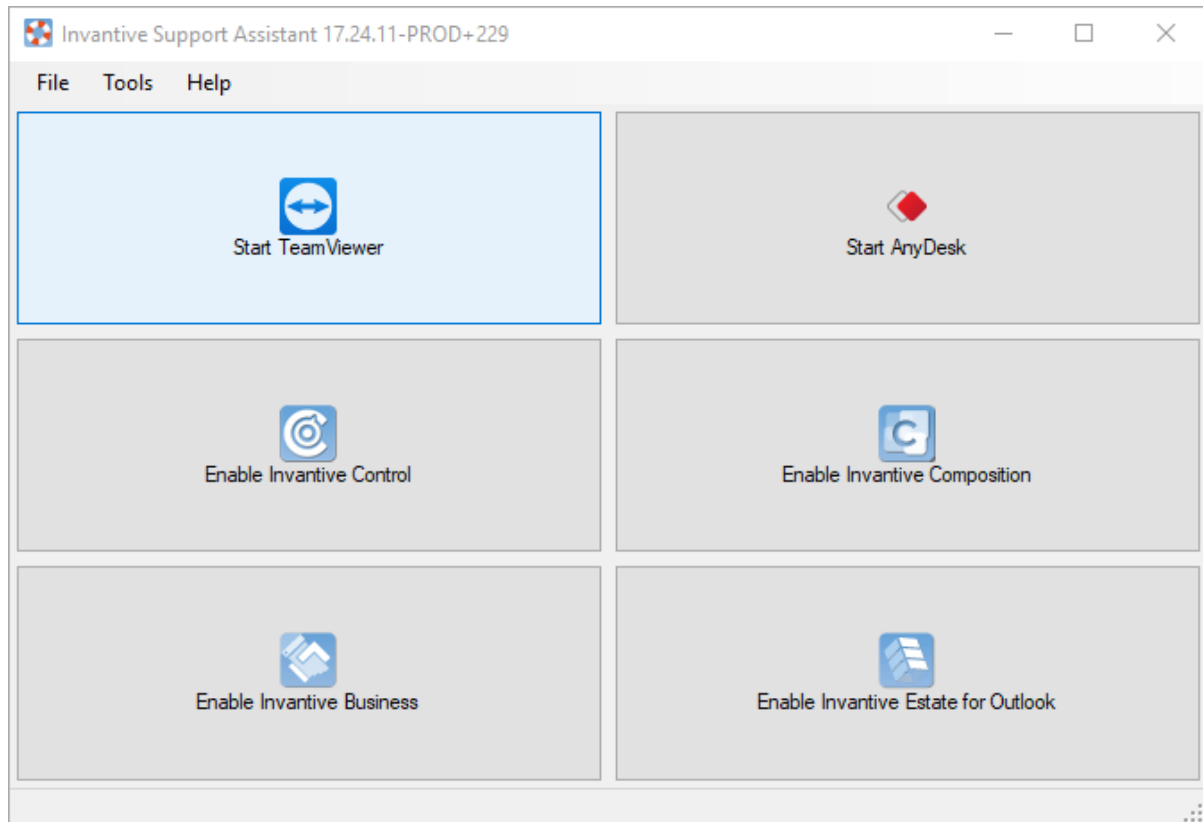 Invantive Support Assistant 17.24.11-PROD+229
File Tools Help
Start TeamViewer
Start AnyDesk
Enable Invantive Control
Enable Invantive Composition
Enable Invantive Business
Enable Invantive Estate for Outlook